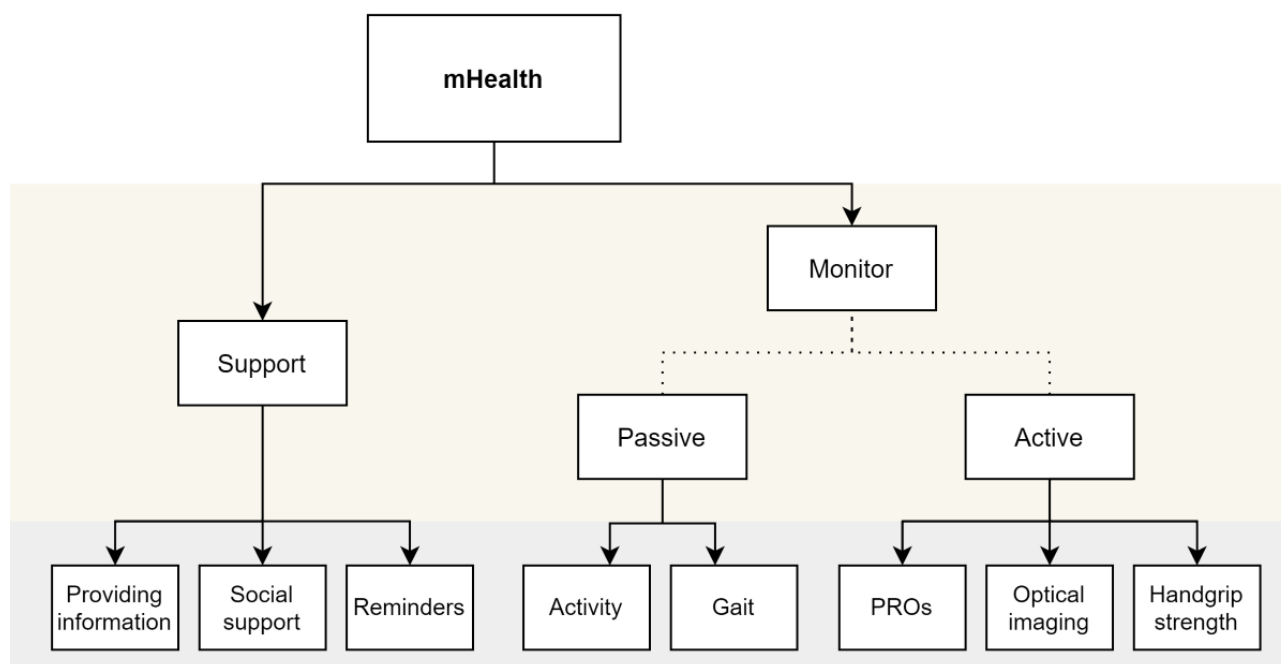 mHealth
Monitor
Support
Passive
Active
Providing
information
Social
support
Reminders
Activity
Gait
PROs
Optical
imaging
Handgrip
strength